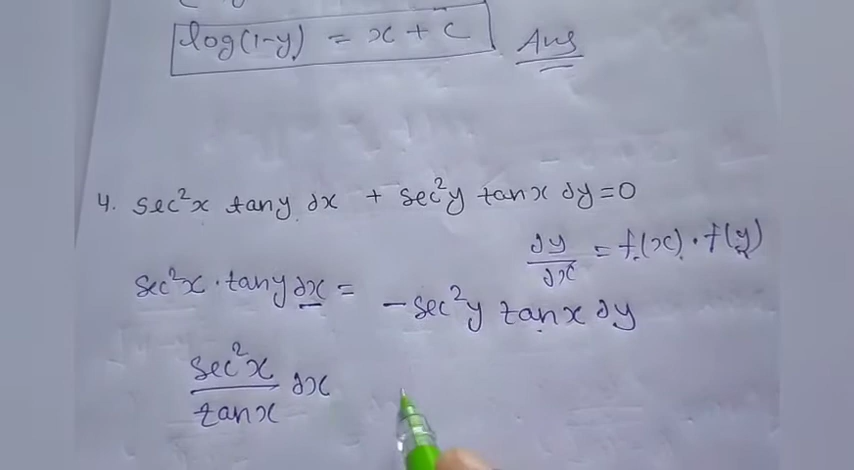 log(1-y) = x + c Ans
4. sec²x tany dx + sec²y tanx dy=0
dy/dx = f(x) · f(y)
sec²x · tany dx = - sec²y tanx dy
sec²x/tanx dx